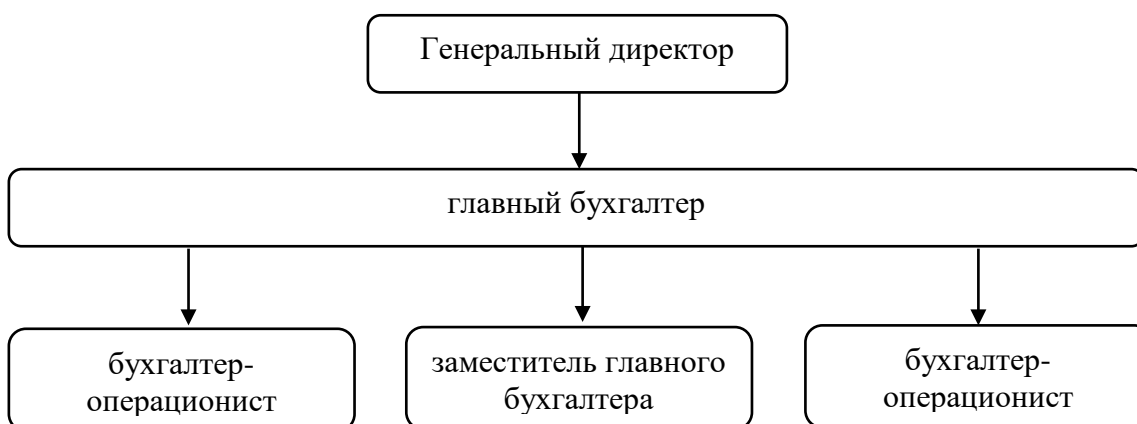 Генеральный директор
главный бухгалтер
бухгалтер-
операционист
заместитель главного
бухгалтера
бухгалтер-
операционист